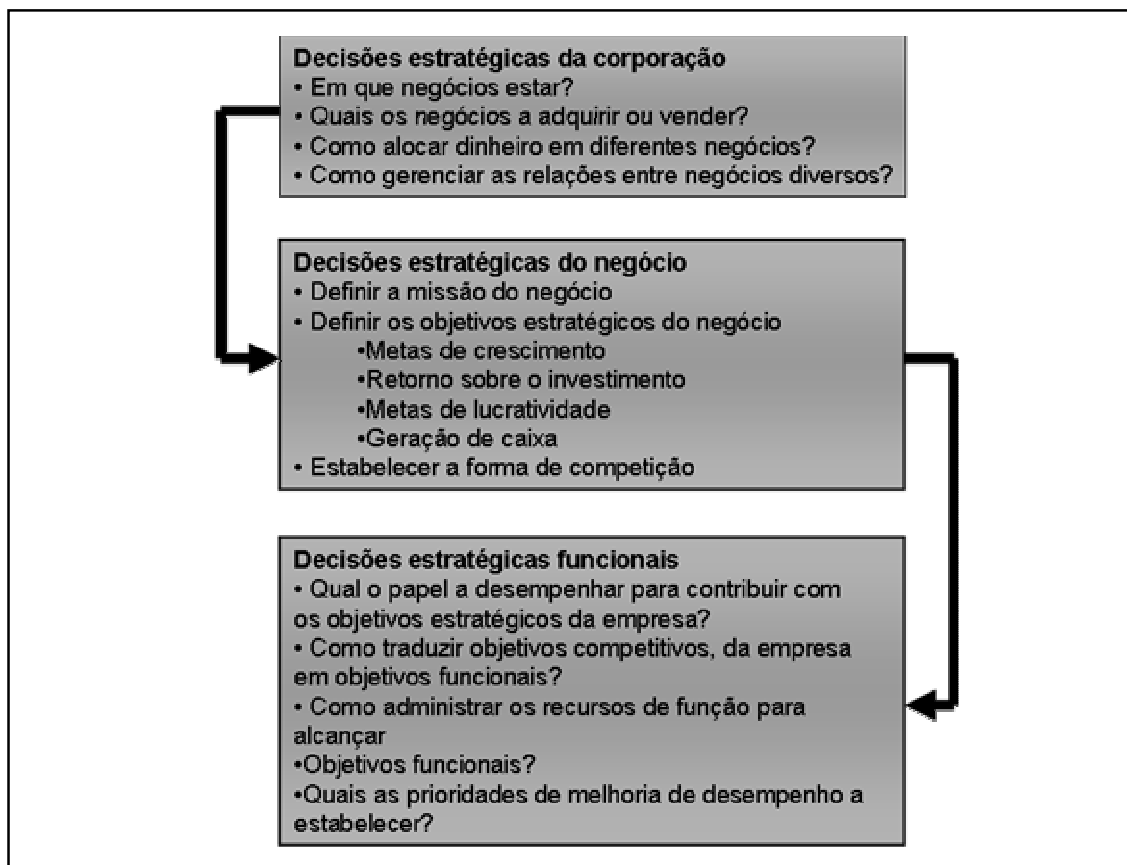 Decisões estratégicas da corporação
• Em que negócios estar?
• Quais os negócios a adquirir ou vender?
• Como alocar dinheiro em diferentes negócios?
• Como gerenciar as relações entre negócios diversos?
Decisões estratégicas do negócio
• Definir a missão do negócio
• Definir os objetivos estratégicos do negócio
•Metas de crescimento
•Retorno sobre o investimento
•Metas de lucratividade
•Geração de caixa
• Estabelecer a forma de competição
Decisões estratégicas funcionais
• Qual o papel a desempenhar para contribuir com
os objetivos estratégicos da empresa?
• Como traduzir objetivos competitivos, da empresa
em objetivos funcionais?
• Como administrar os recursos de função para
alcançar
•Objetivos funcionais?
•Quais as prioridades de melhoria de desempenho a
estabelecer?